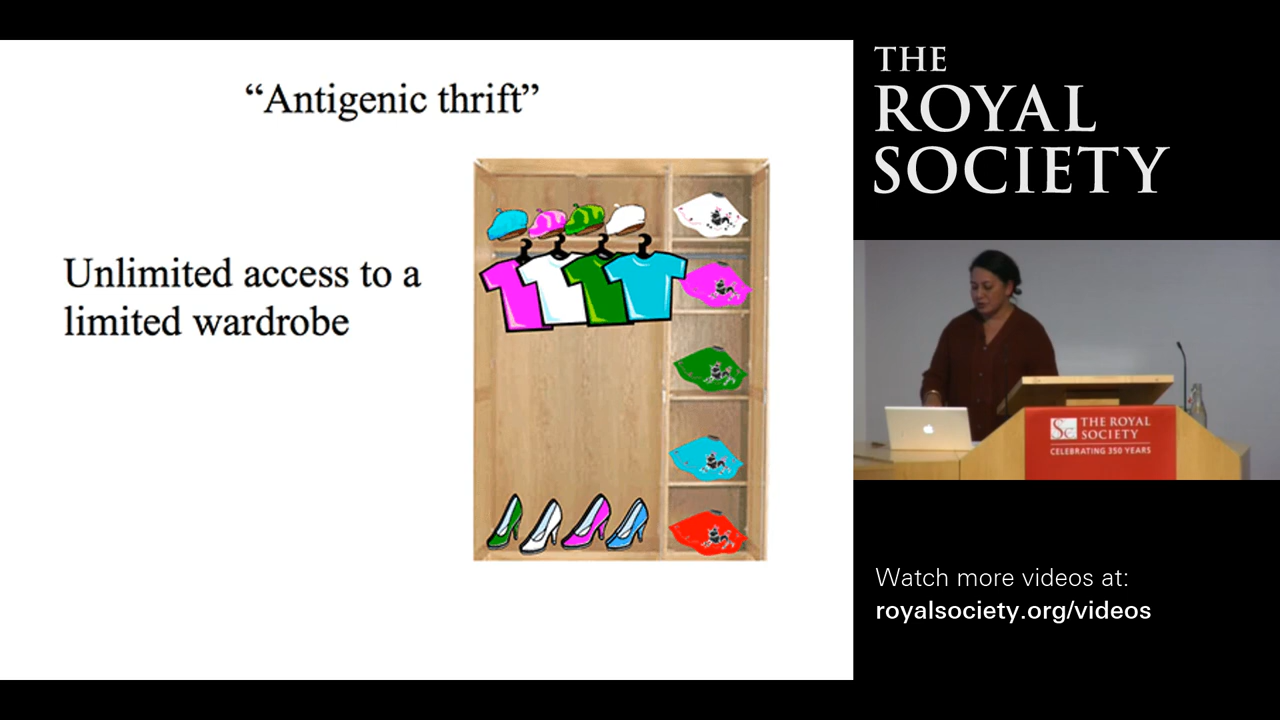 “Antigenic thrift”
Unlimited access to a
limited wardrobe
THE
ROYAL
SOCIETY
THE ROYAL
SOCIETY
CELEBRATING 350 YEARS
Watch more videos at:
royalsociety.org/videos